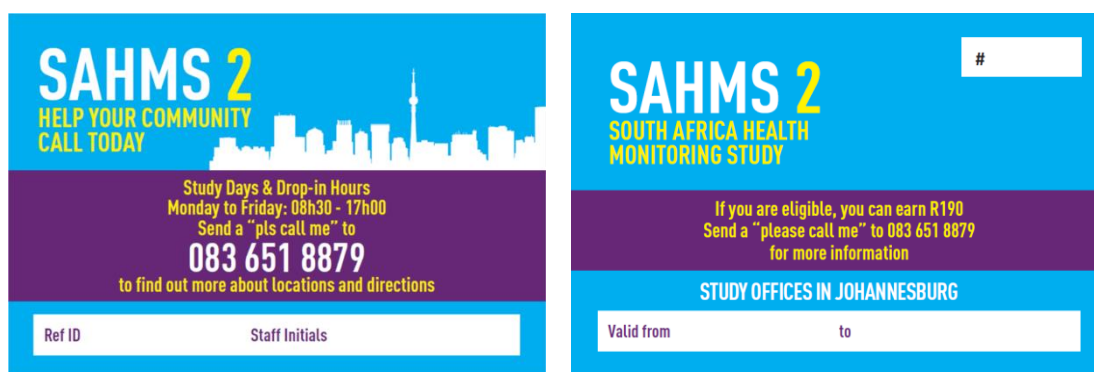 SAHMS 2
HELP YOUR COMMUNITY
CALL TODAY
Study Days & Drop-in Hours
Monday to Friday: 08h30 - 17h00
Send a “pls call me” to
083 651 8879
to find out more about locations and directions
Ref ID Staff Initials
#
SAHMS 2
SOUTH AFRICA HEALTH
MONITORING STUDY
If you are eligible, you can earn R190
Send a “please call me” to 083 651 8879
for more information
STUDY OFFICES IN JOHANNESBURG
Valid from to